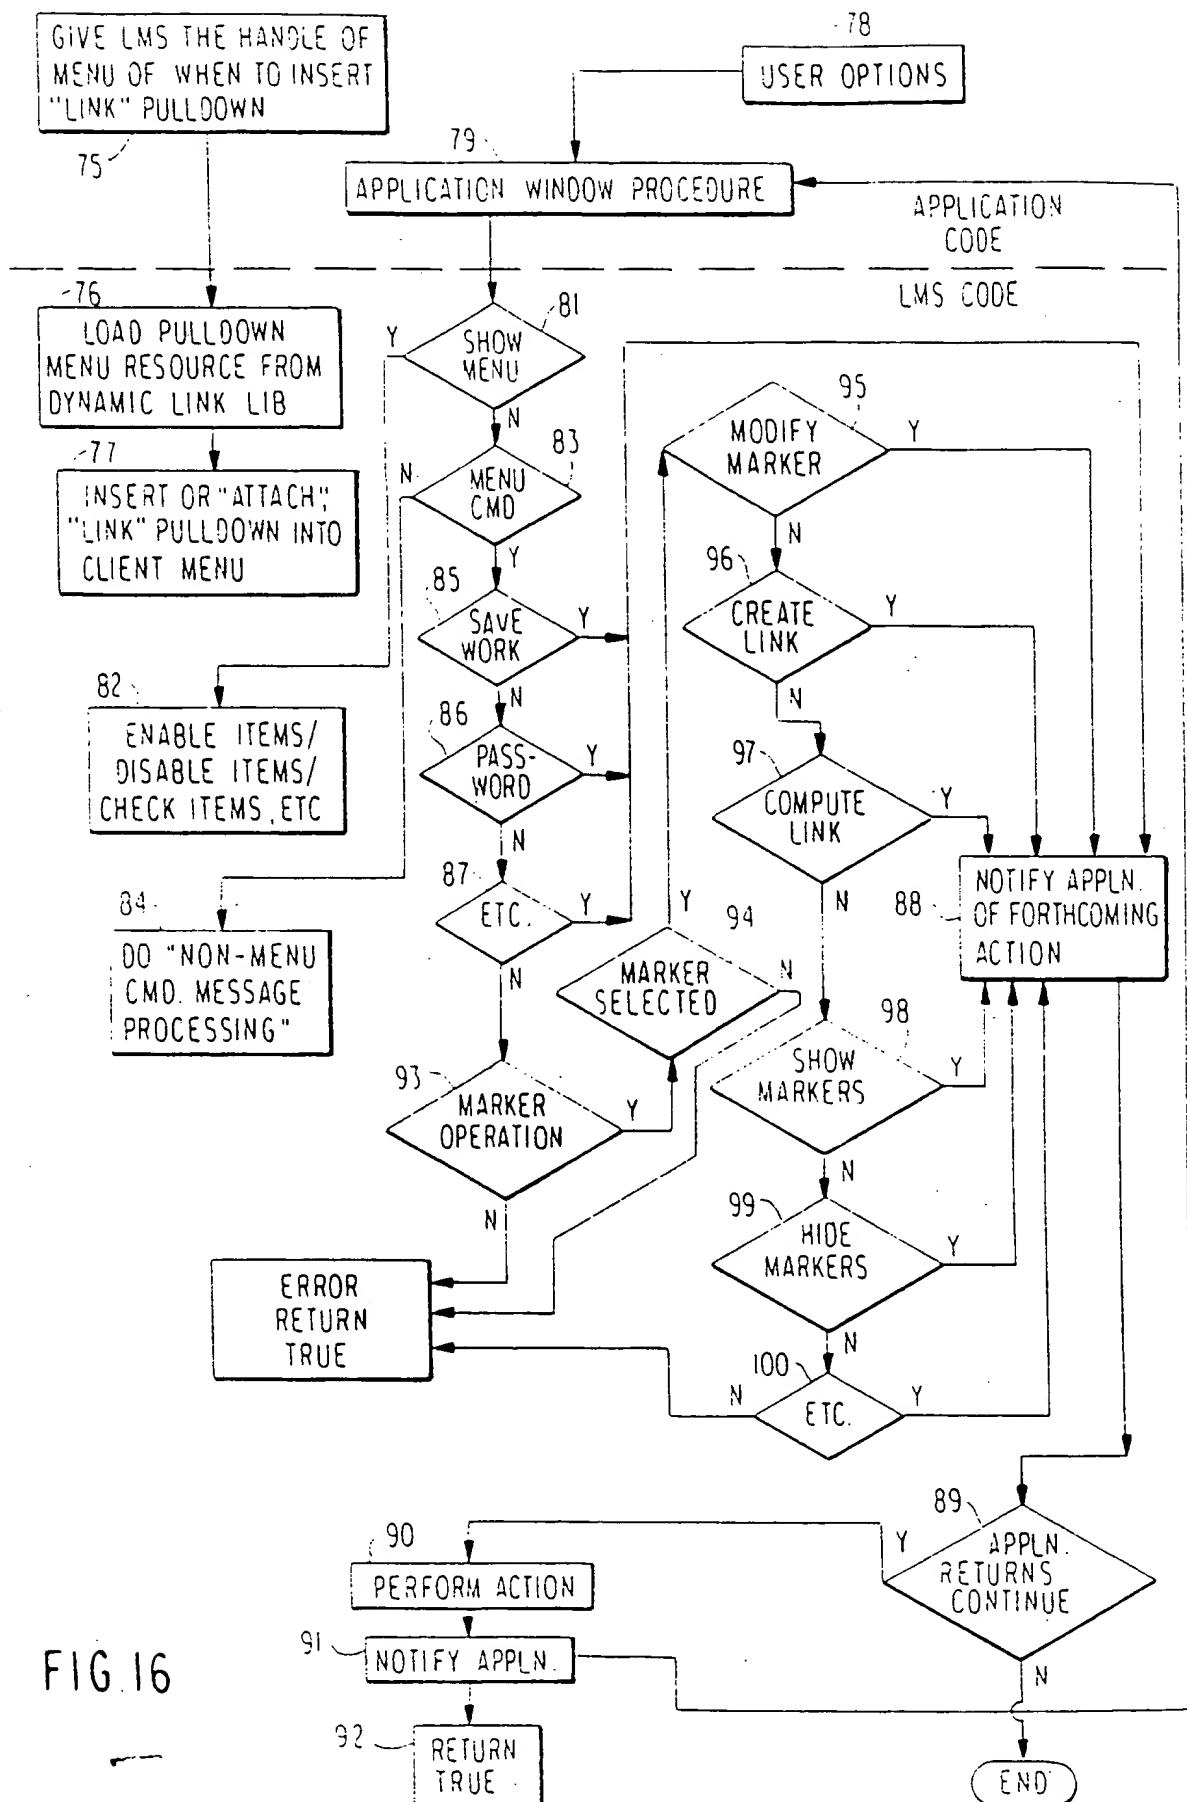 GIVE LMS THE HANDLE OF
MENU OF WHEN TO INSERT
"LINK" PULLDOWN
75
78
USER OPTIONS
79
APPLICATION WINDOW PROCEDURE
APPLICATION
CODE
LMS CODE
76
LOAD PULLDOWN
MENU RESOURCE FROM
DYNAMIC LINK LIB
77
INSERT OR "ATTACH",
"LINK" PULLDOWN INTO
CLIENT MENU
81
Y
SHOW
MENU
N
83
N
MENU
CMD
Y
85
SAVE
WORK
Y
N
86
PASS-
WORD
Y
N
87
ETC.
Y
N
82
ENABLE ITEMS/
DISABLE ITEMS/
CHECK ITEMS, ETC
84
DO "NON-MENU
CMD. MESSAGE
PROCESSING"
93
MARKER
OPERATION
Y
N
94
Y
MARKER
SELECTED
N
95
MODIFY
MARKER
Y
N
96
CREATE
LINK
Y
N
97
COMPUTE
LINK
Y
N
88
NOTIFY APPLN.
OF FORTHCOMING
ACTION
98
SHOW
MARKERS
Y
N
99
HIDE
MARKERS
Y
N
100
N
ETC.
Y
ERROR
RETURN
TRUE
89
Y
APPLN.
RETURNS
CONTINUE
N
90
PERFORM ACTION
91
NOTIFY APPLN.
92
RETURN
TRUE
END
FIG.16